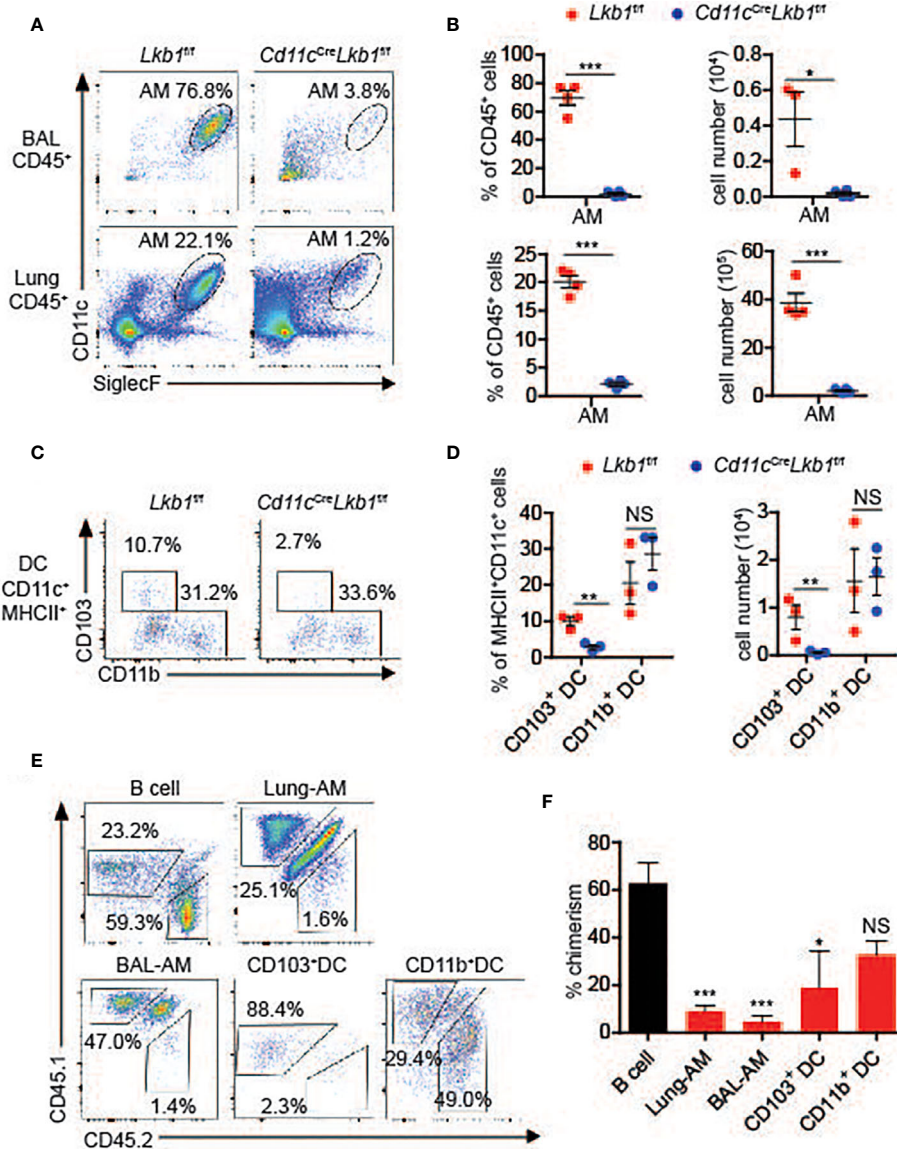 A
Lkb1f/f
Cd11cCreLkb1f/f
BAL
CD45+
AM 76.8%
AM 3.8%
Lung
CD45+
AM 22.1%
AM 1.2%
CD11c
SiglecF
B
Lkb1f/f
Cd11cCreLkb1f/f
% of CD45+ cells
100
80
60
40
20
0
***
AM
cell number (10⁴)
0.8
0.6
0.4
0.2
0.0
*
AM
% of CD45+ cells
25
20
15
10
5
0
***
AM
cell number (10⁵)
60
40
20
0
***
AM
C
Lkb1f/f
Cd11cCreLkb1f/f
DC
CD11c+
MHCII+
10.7%
31.2%
2.7%
33.6%
CD103
CD11b
D
Lkb1f/f
Cd11cCreLkb1f/f
% of MHCII+CD11c+ cells
40
30
20
10
0
**
NS
CD103+ DC
CD11b+ DC
cell number (10⁴)
3
2
1
0
**
NS
CD103+ DC
CD11b+ DC
E
B cell
23.2%
59.3%
Lung-AM
25.1%
1.6%
BAL-AM
47.0%
1.4%
CD103+DC
88.4%
2.3%
CD11b+DC
29.4%
49.0%
CD45.1
CD45.2
F
% chimerism
80
60
40
20
0
***
***
*
NS
B cell
Lung-AM
BAL-AM
CD103+ DC
CD11b+ DC